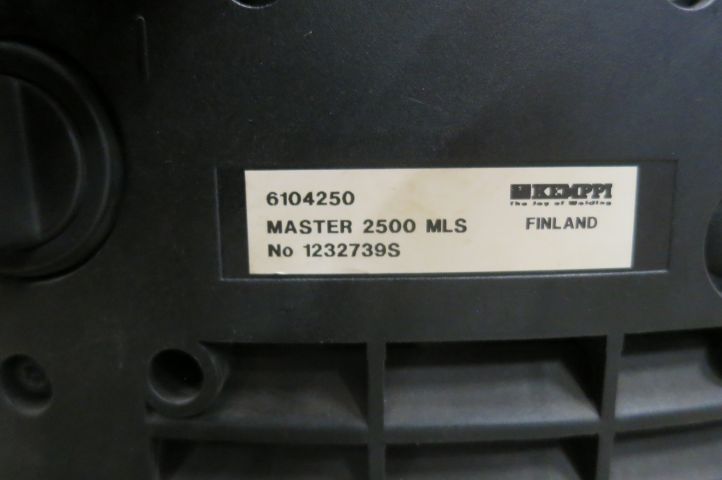 6104250
KEMPPI
The Joy of Welding
MASTER 2500 MLS
FINLAND
No 1232739S